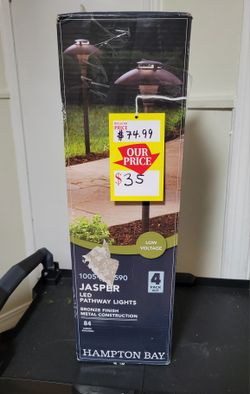 PRICE
$74.99
OUR
PRICE
$35
LOW
VOLTAGE
4
PACK
JASPER
LED
PATHWAY LIGHTS
BRONZE FINISH
METAL CONSTRUCTION
84
HAMPTON BAY